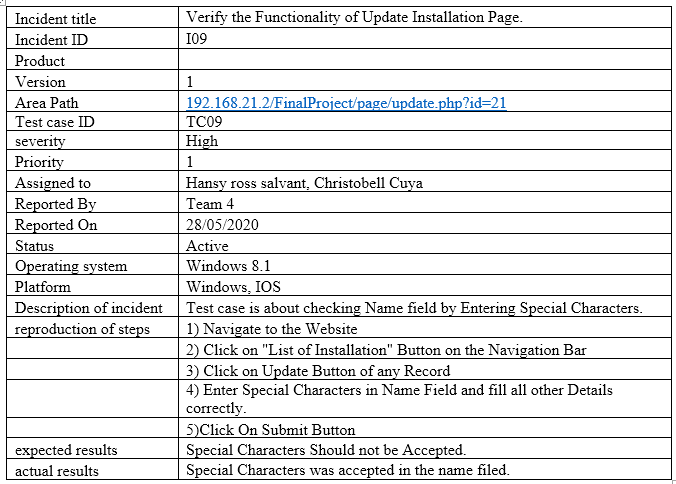 Incident title Verify the Functionality of Update Installation Page.
Incident ID I09
Product
Version 1
Area Path 192.168.21.2/FinalProject/page/update.php?id=21
Test case ID TC09
severity High
Priority 1
Assigned to Hansy ross salvant, Christobell Cuya
Reported By Team 4
Reported On 28/05/2020
Status Active
Operating system Windows 8.1
Platform Windows, IOS
Description of incident Test case is about checking Name field by Entering Special Characters.
reproduction of steps 1) Navigate to the Website
2) Click on "List of Installation" Button on the Navigation Bar
3) Click on Update Button of any Record
4) Enter Special Characters in Name Field and fill all other Details
correctly.
5)Click On Submit Button
expected results Special Characters Should not be Accepted.
actual results Special Characters was accepted in the name filed.